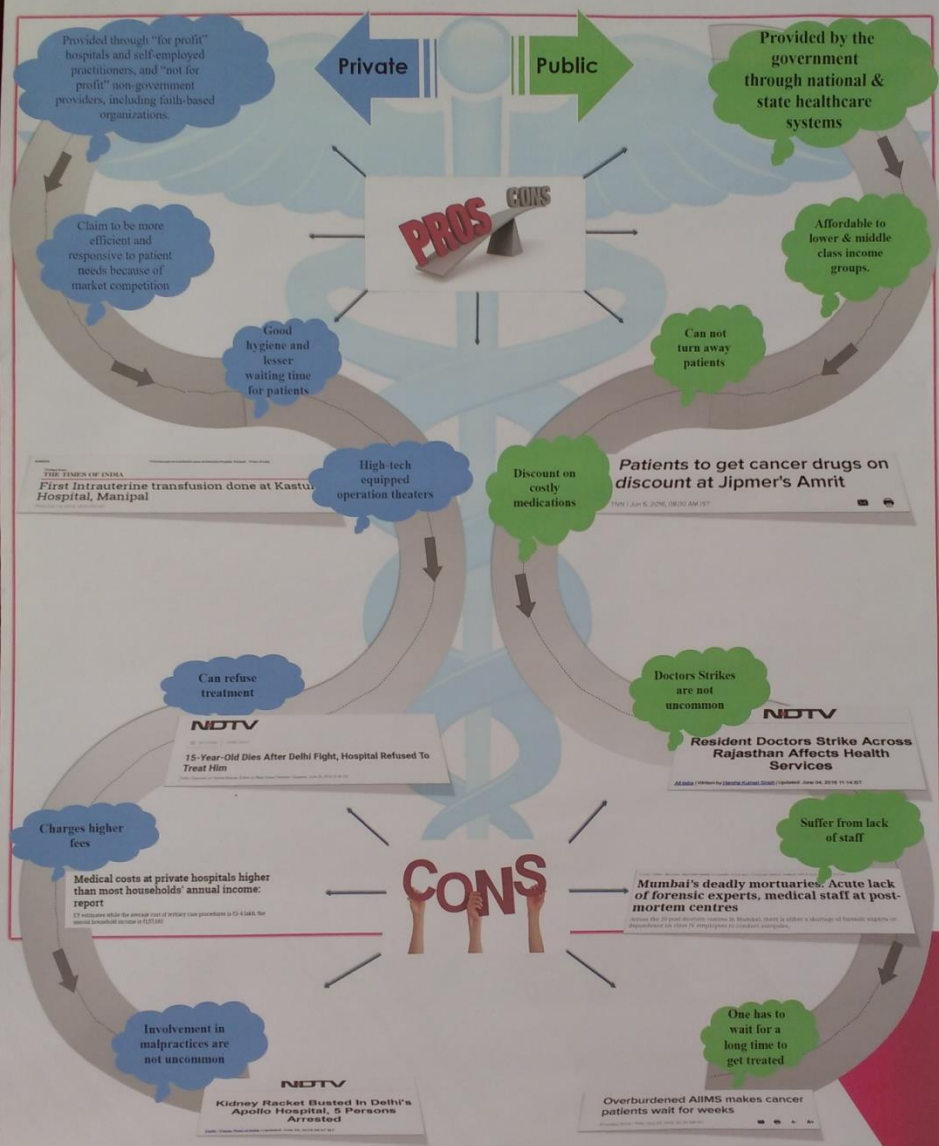 Private
Public
Provided through "for profit"
hospitals and self-employed
practitioners, and "not for
profit" non-government
providers, including faith-based
organizations.
Provided by the
government
through national &
state healthcare
systems
PROS
CONS
Claim to be more
efficient and
responsive to patient
needs because of
market competition
Affordable to
lower & middle
class income
groups.
Good
hygiene and
lesser
waiting time
for patients
Can not
turn away
patients
High-tech
equipped
operation theaters
THE TIMES OF INDIA
First Intrauterine transfusion done at Kastu
Hospital, Manipal
Discount on
costly
medications
Patients to get cancer drugs on
discount at Jipmer's Amrit
Can refuse
treatment
NDTV
15-Year-Old Dies After Delhi Fight, Hospital Refused To
Treat Him
Doctors Strikes
are not
uncommon
NDTV
Resident Doctors Strike Across
Rajasthan Affects Health
Services
Charges higher
fees
Medical costs at private hospitals higher
than most households' annual income:
report
Suffer from lack
of staff
Mumbai's deadly mortuaries: Acute lack
of forensic experts, medical staff at post-
mortem centres
CONS
Involvement in
malpractices are
not uncommon
NDTV
Kidney Racket Busted In Delhi's
Apollo Hospital, 5 Persons
Arrested
One has to
wait for a
long time to
get treated
Overburdened AIIMS makes cancer
patients wait for weeks